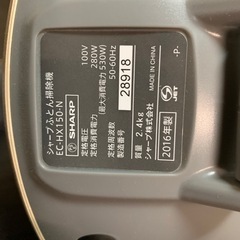 シャープふとん掃除機
EC-HX150-N
SHARP
定格電圧 100V
定格消費電力 280W
(最大消費電力 530W)
定格周波数 50-60Hz
製造番号 28918
質量 2.4kg
シャープ株式会社
2016年製
MADE IN CHINA
-P-
PS
E
JET